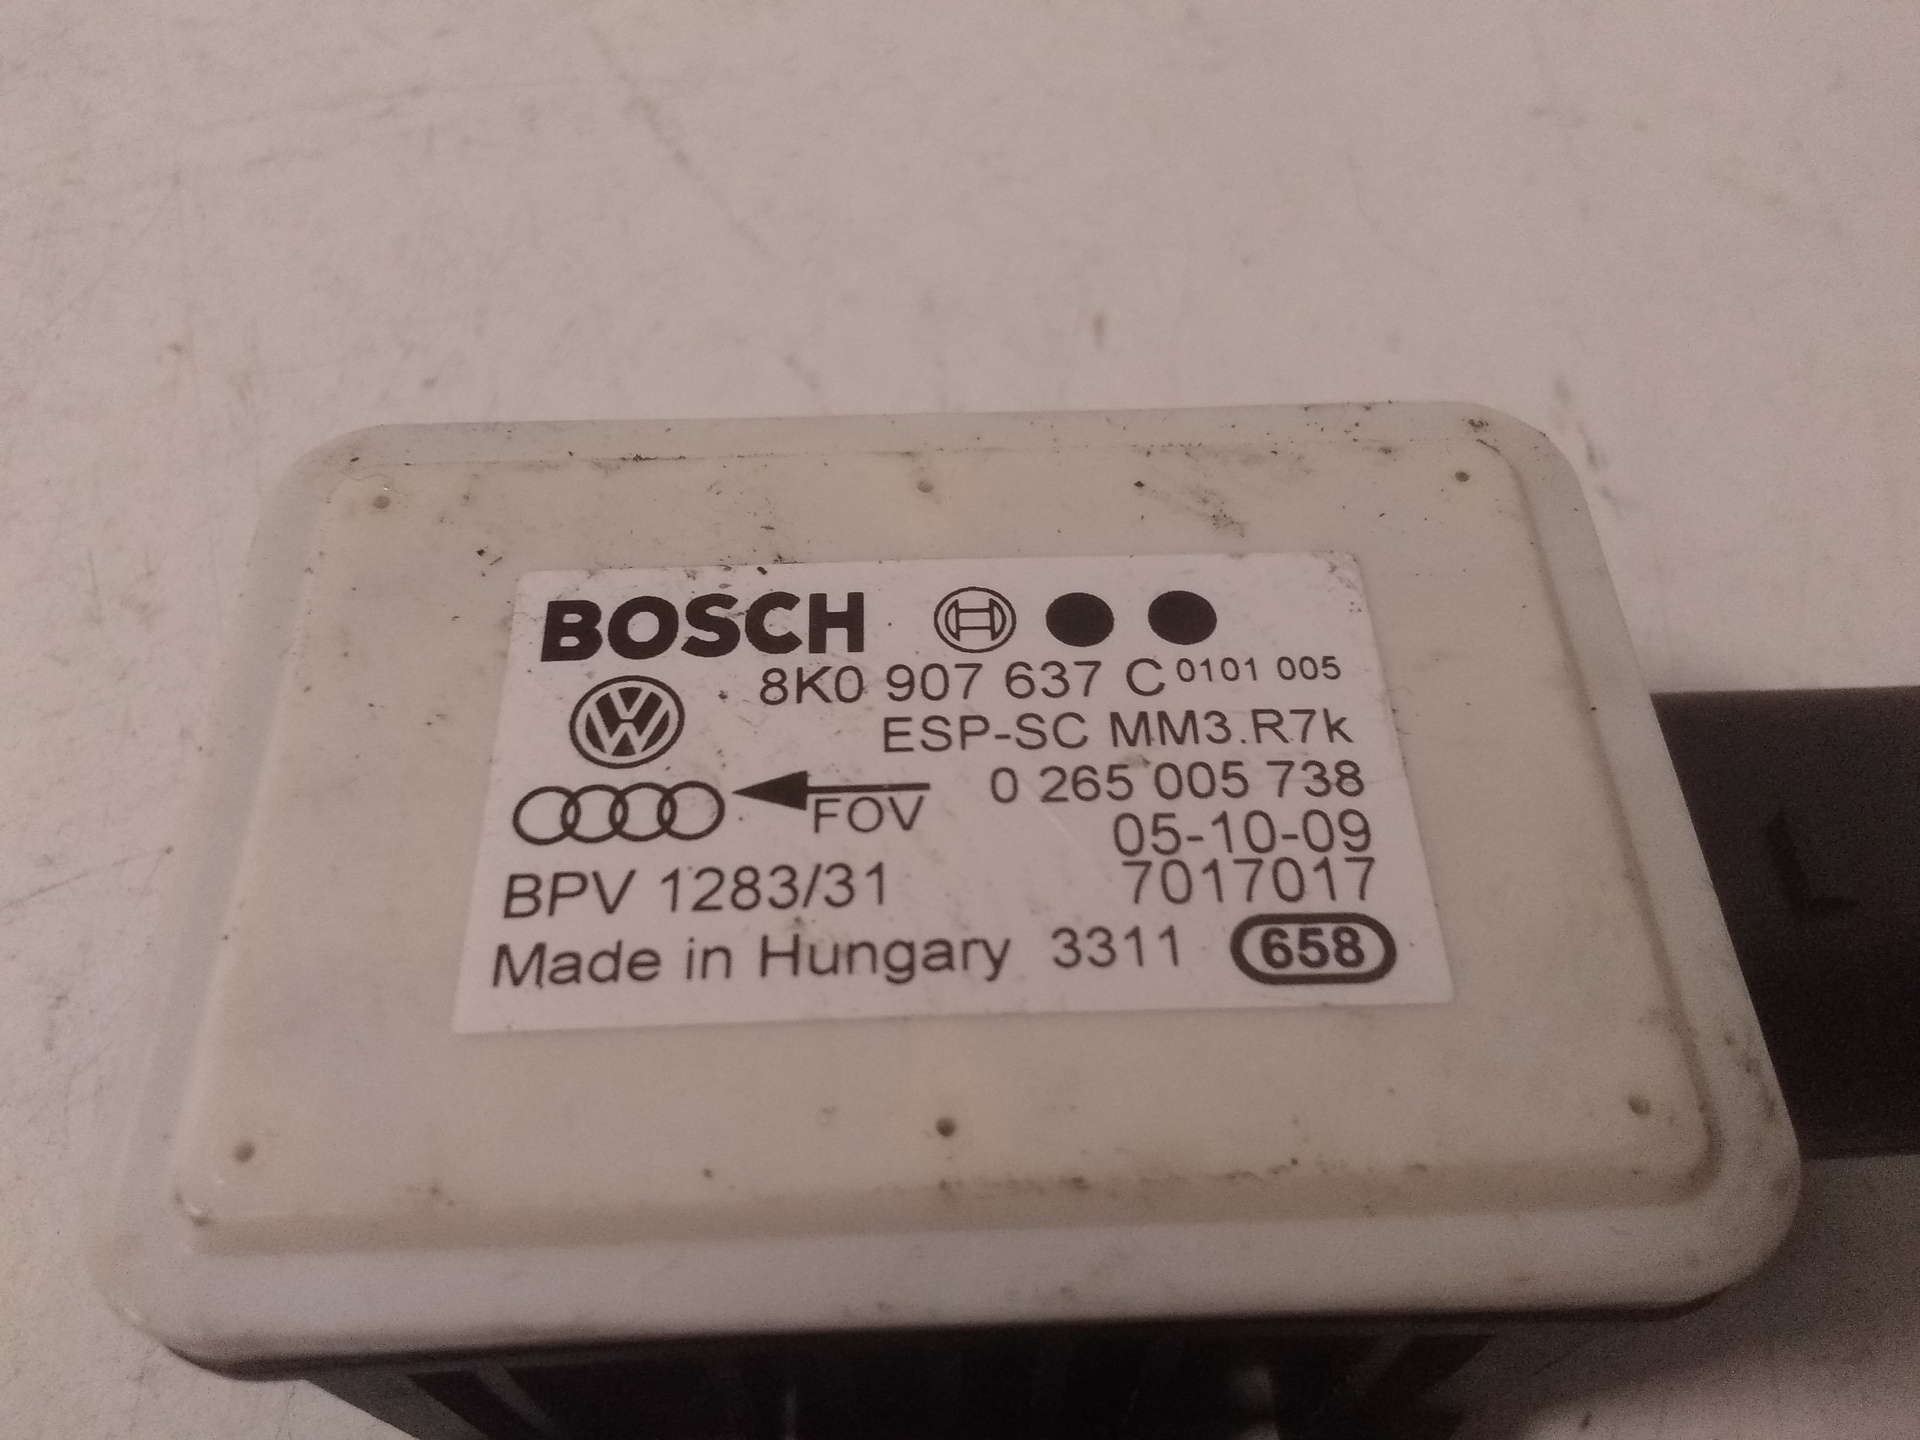 BOSCH
8K0 907 637 C 0101 005
ESP-SC MM3.R7k
0 265 005 738
FOV
05-10-09
BPV 1283/31 7017017
Made in Hungary 3311 658